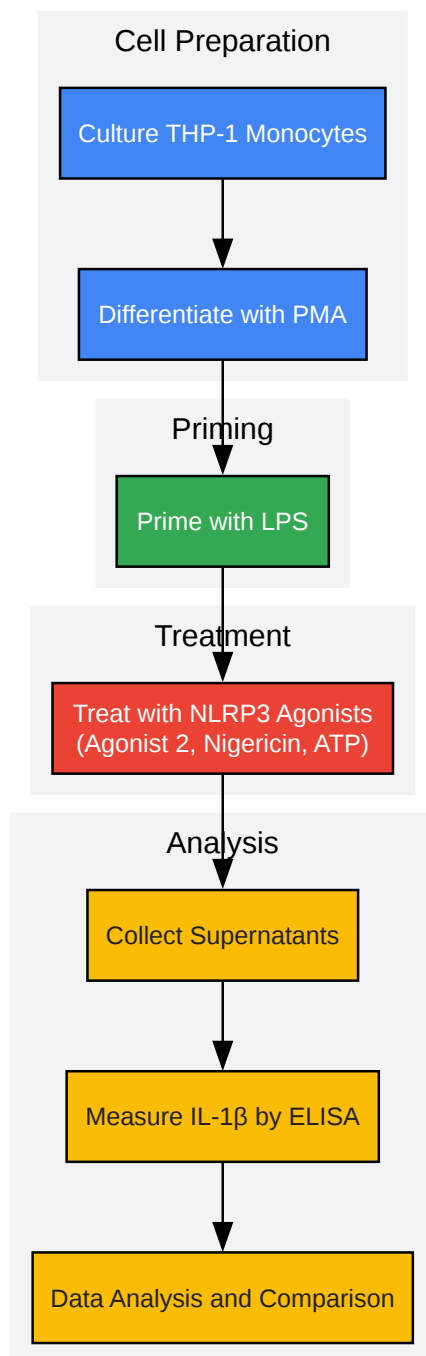 Cell Preparation
Culture THP-1 Monocytes
Differentiate with PMA
Priming
Prime with LPS
Treatment
Treat with NLRP3 Agonists
(Agonist 2, Nigericin, ATP)
Analysis
Collect Supernatants
Measure IL-1β by ELISA
Data Analysis and Comparison